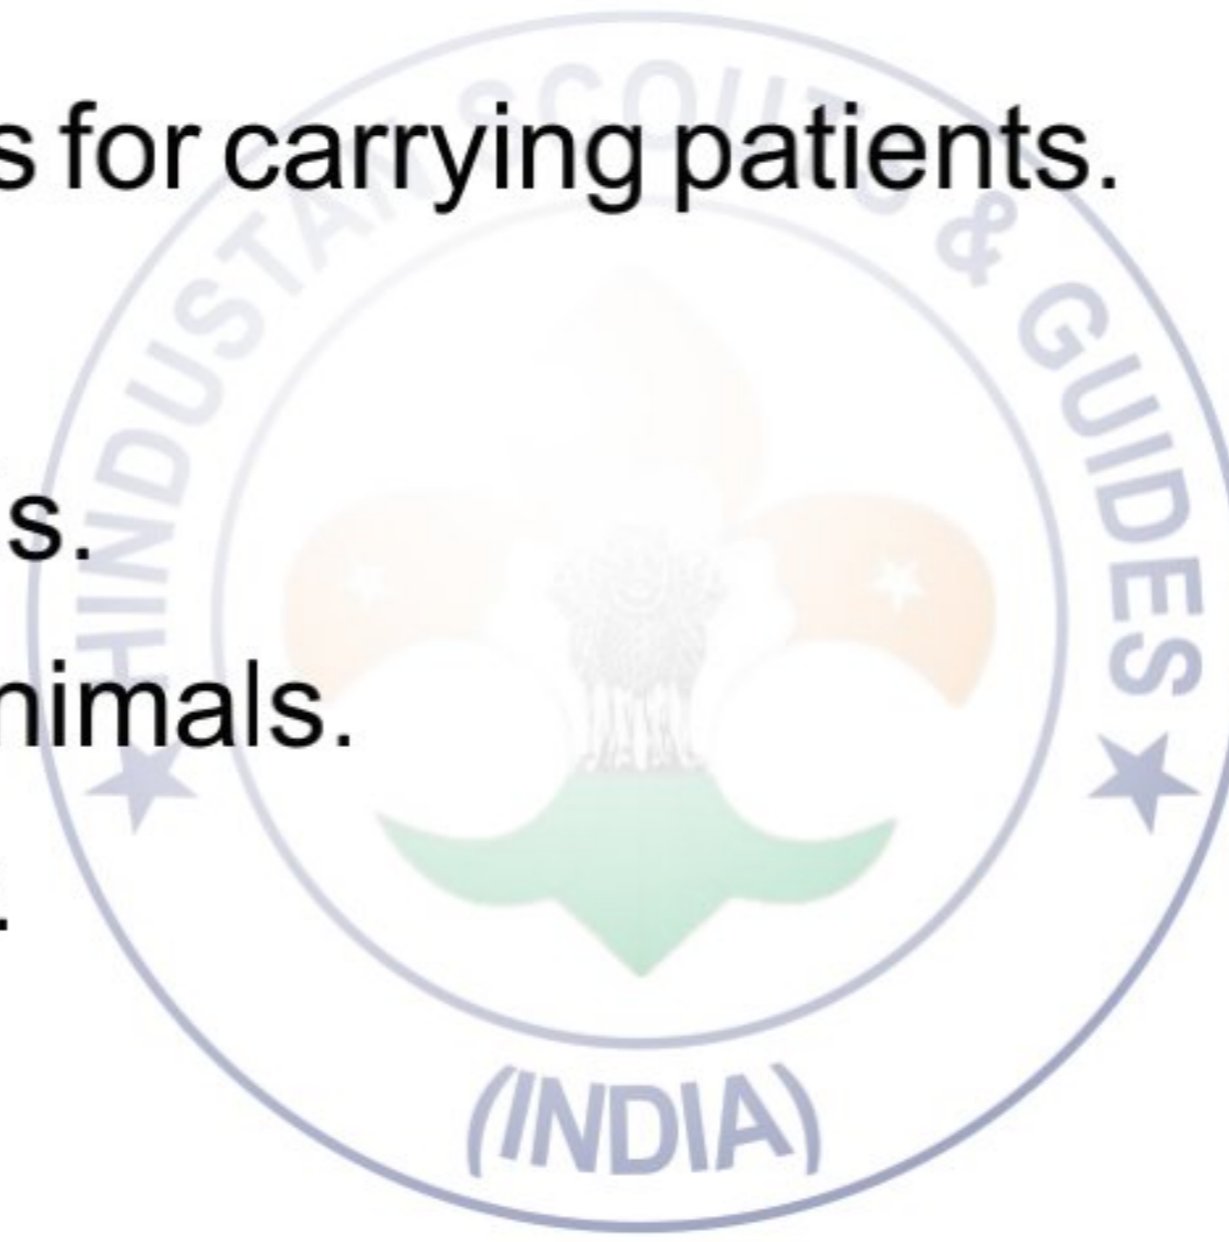 s for carrying patients.
s.
nimals.
.
HINDUSTAN SCOUTS & GUIDES
(INDIA)